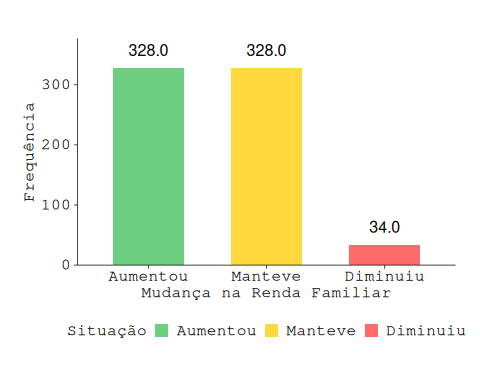 328.0 328.0
34.0
Frequência
300
200
100
0
Aumentou Manteve Diminuiu
Mudança na Renda Familiar
Situação Aumentou Manteve Diminuiu